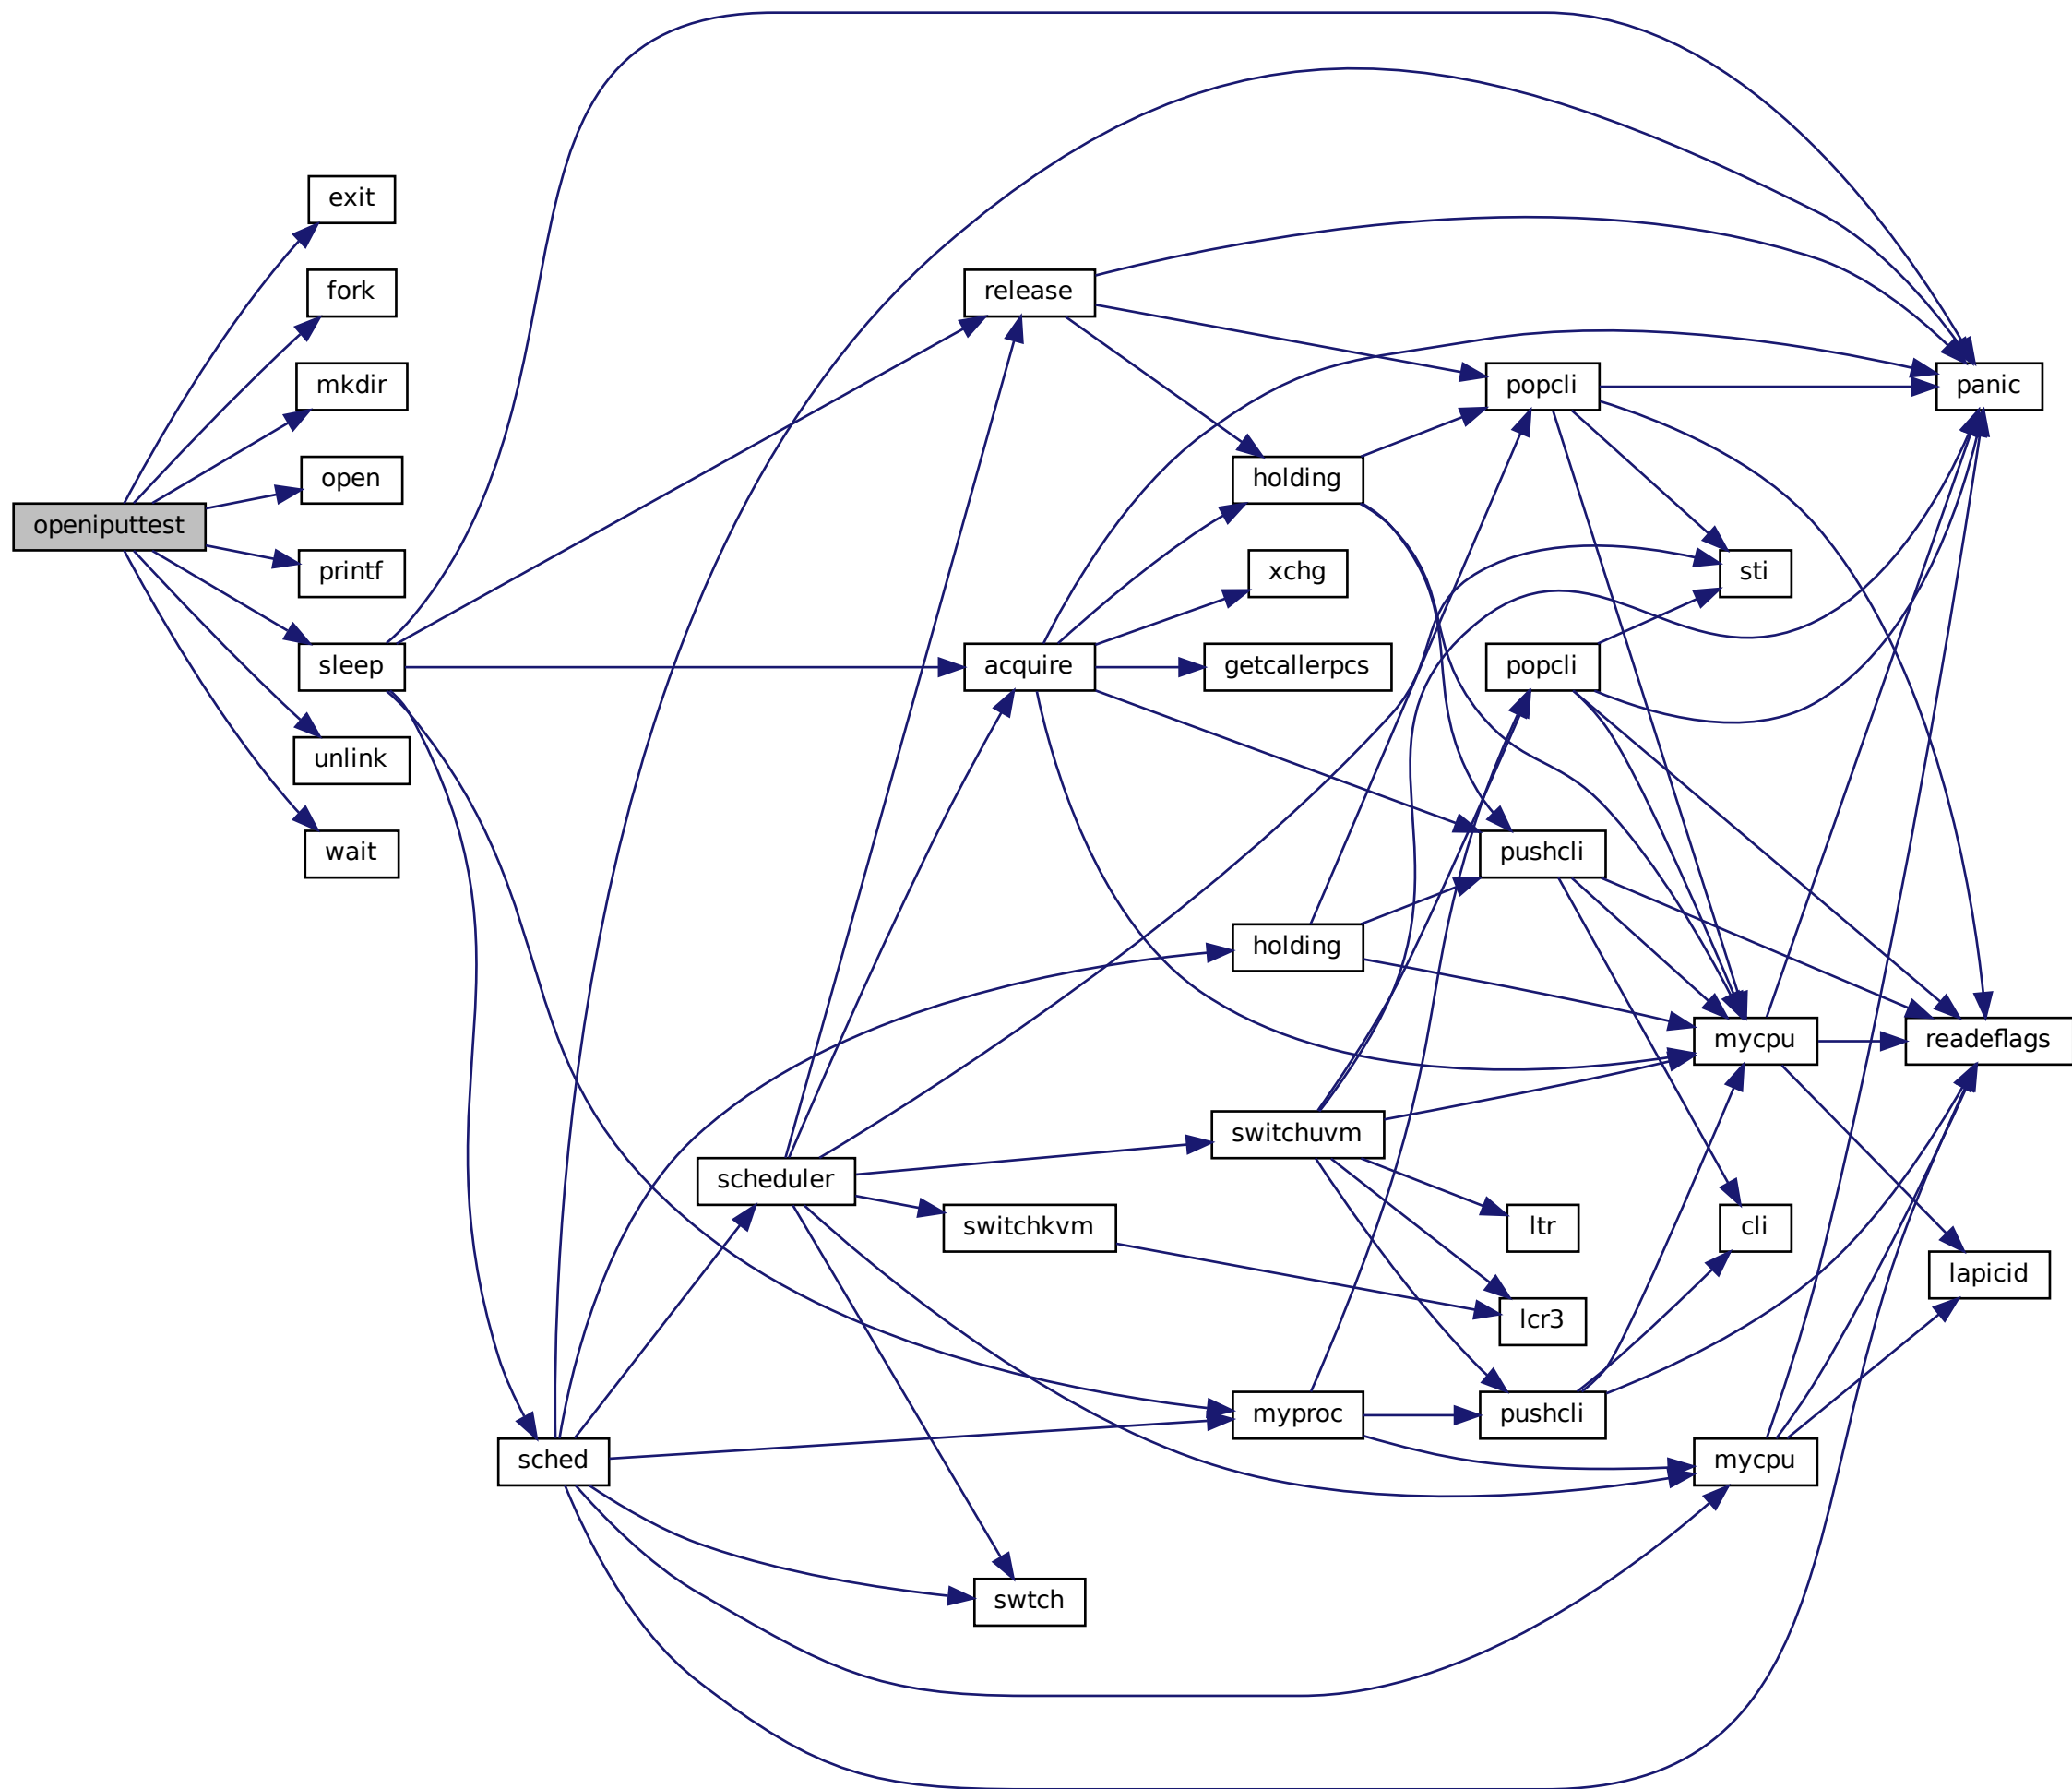 exit
fork
release
mkdir
popcli
panic
open
holding
openiputtest
printf
xchg
sti
sleep
acquire
getcallerpcs
popcli
unlink
wait
pushcli
holding
mycpu
readeflags
switchuvm
scheduler
switchkvm
ltr
cli
lapicid
lcr3
myproc
pushcli
sched
mycpu
swtch